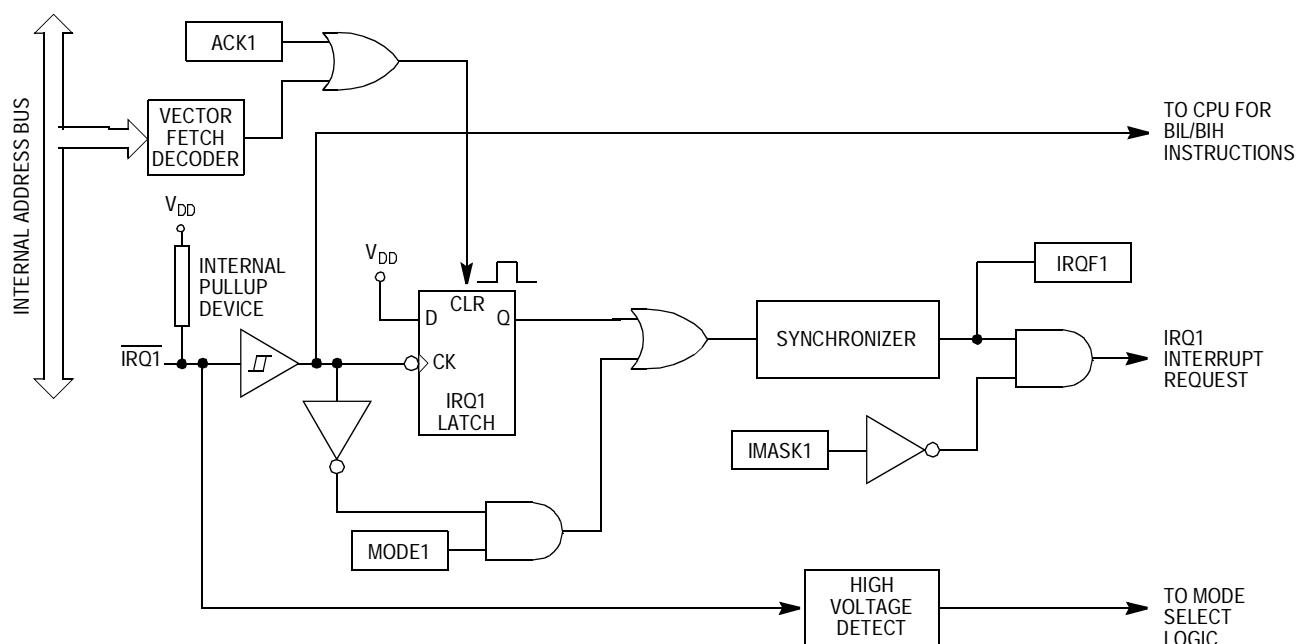 INTERNAL ADDRESS BUS
ACK1
VECTOR
FETCH
DECODER
TO CPU FOR
BIL/BIH
INSTRUCTIONS
VDD
INTERNAL
PULLUP
DEVICE
VDD
CLR
D
Q
CK
IRQ1
LATCH
IRQ1
SYNCHRONIZER
IRQF1
IRQ1
INTERRUPT
REQUEST
IMASK1
MODE1
HIGH
VOLTAGE
DETECT
TO MODE
SELECT
LOGIC